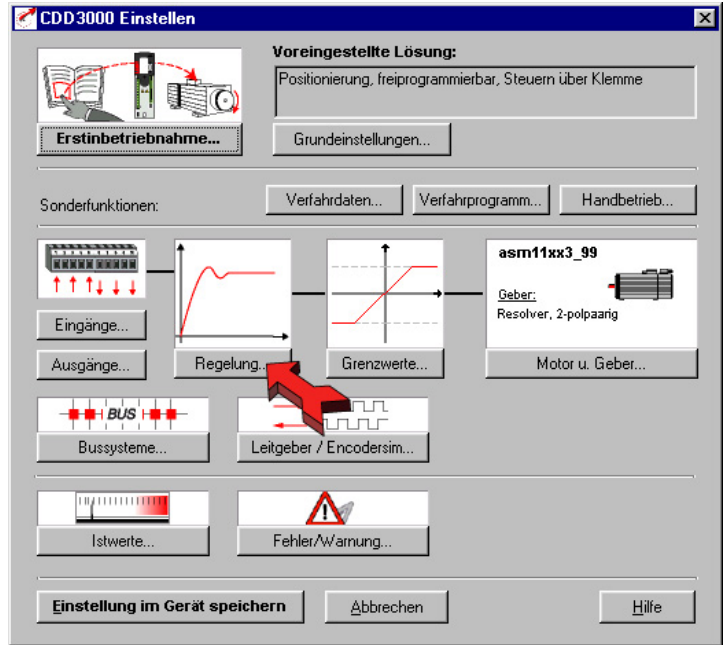 CDD3000 Einstellen
Voreingestellte Lösung:
Positionierung, freiprogrammierbar, Steuern über Klemme
Erstinbetriebnahme...
Grundeinstellungen...
Sonderfunktionen:
Verfahrdaten...
Verfahrprogramm...
Handbetrieb...
asm11xx3_99
Geber:
Resolver, 2-polpaarig
Eingänge...
Ausgänge...
Regelung...
Grenzwerte...
Motor u. Geber...
BUS
Bussysteme...
Leitgeber / Encodersim...
Istwerte...
Fehler/Warnung...
Einstellung im Gerät speichern
Abbrechen
Hilfe